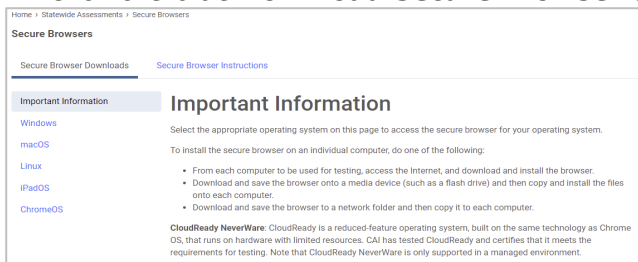 Home › Statewide Assessments › Secure Browsers
Secure Browsers
Secure Browser Downloads
Secure Browser Instructions
Important Information
Windows
macOS
Linux
iPadOS
ChromeOS
Important Information
Select the appropriate operating system on this page to access the secure browser for your operating system.
To install the secure browser on an individual computer, do one of the following:
• From each computer to be used for testing, access the Internet, and download and install the browser.
• Download and save the browser onto a media device (such as a flash drive) and then copy and install the files
onto each computer.
• Download and save the browser to a network folder and then copy it to each computer.
CloudReady NeverWare: CloudReady is a reduced-feature operating system, built on the same technology as Chrome
OS, that runs on hardware with limited resources. CAI has tested CloudReady and certifies that it meets the
requirements for testing. Note that CloudReady NeverWare is only supported in a managed environment.